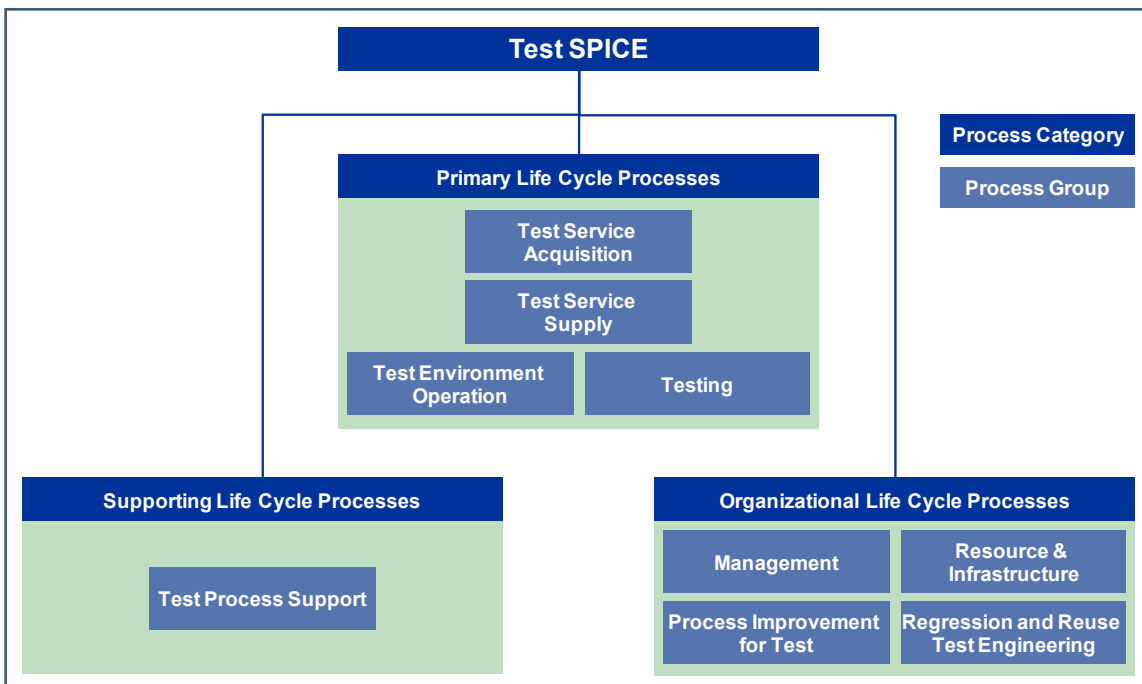 Test SPICE
Process Category
Process Group
Primary Life Cycle Processes
Test Service
Acquisition
Test Service
Supply
Test Environment
Operation
Testing
Supporting Life Cycle Processes
Test Process Support
Organizational Life Cycle Processes
Management
Resource &
Infrastructure
Process Improvement
for Test
Regression and Reuse
Test Engineering